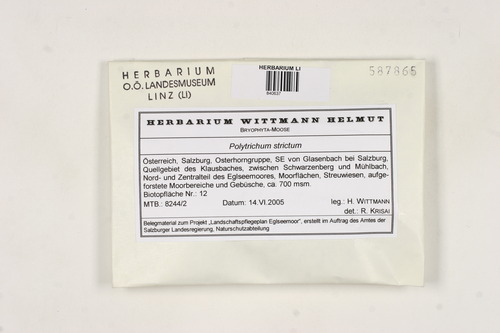 HERBARIUM
O.Ö. LANDESMUSEUM
LINZ (LI)
HERBARIUM LI
840637
587865
HERBARIUM WITTMANN HELMUT
BRYOPHYTA-MOOSE
Polytrichum strictum
Österreich, Salzburg, Osterhorngruppe, SE von Glasenbach bei Salzburg,
Quellgebiet des Klausbaches, zwischen Schwarzenberg und Mühlbach,
Nord- und Zentralteil des Eglseemoores, Moorflächen, Streuwiesen, aufge-
forstete Moorbereiche und Gebüsche, ca. 700 msm.
Biotopfläche Nr.: 12
MTB.: 8244/2 Datum: 14.VI.2005 leg.: H. WITTMANN
det.: R. KRISAI
Belegmaterial zum Projekt „Landschaftspflegeplan Eglseemoor", erstellt im Auftrag des Amtes der
Salzburger Landesregierung, Naturschutzabteilung